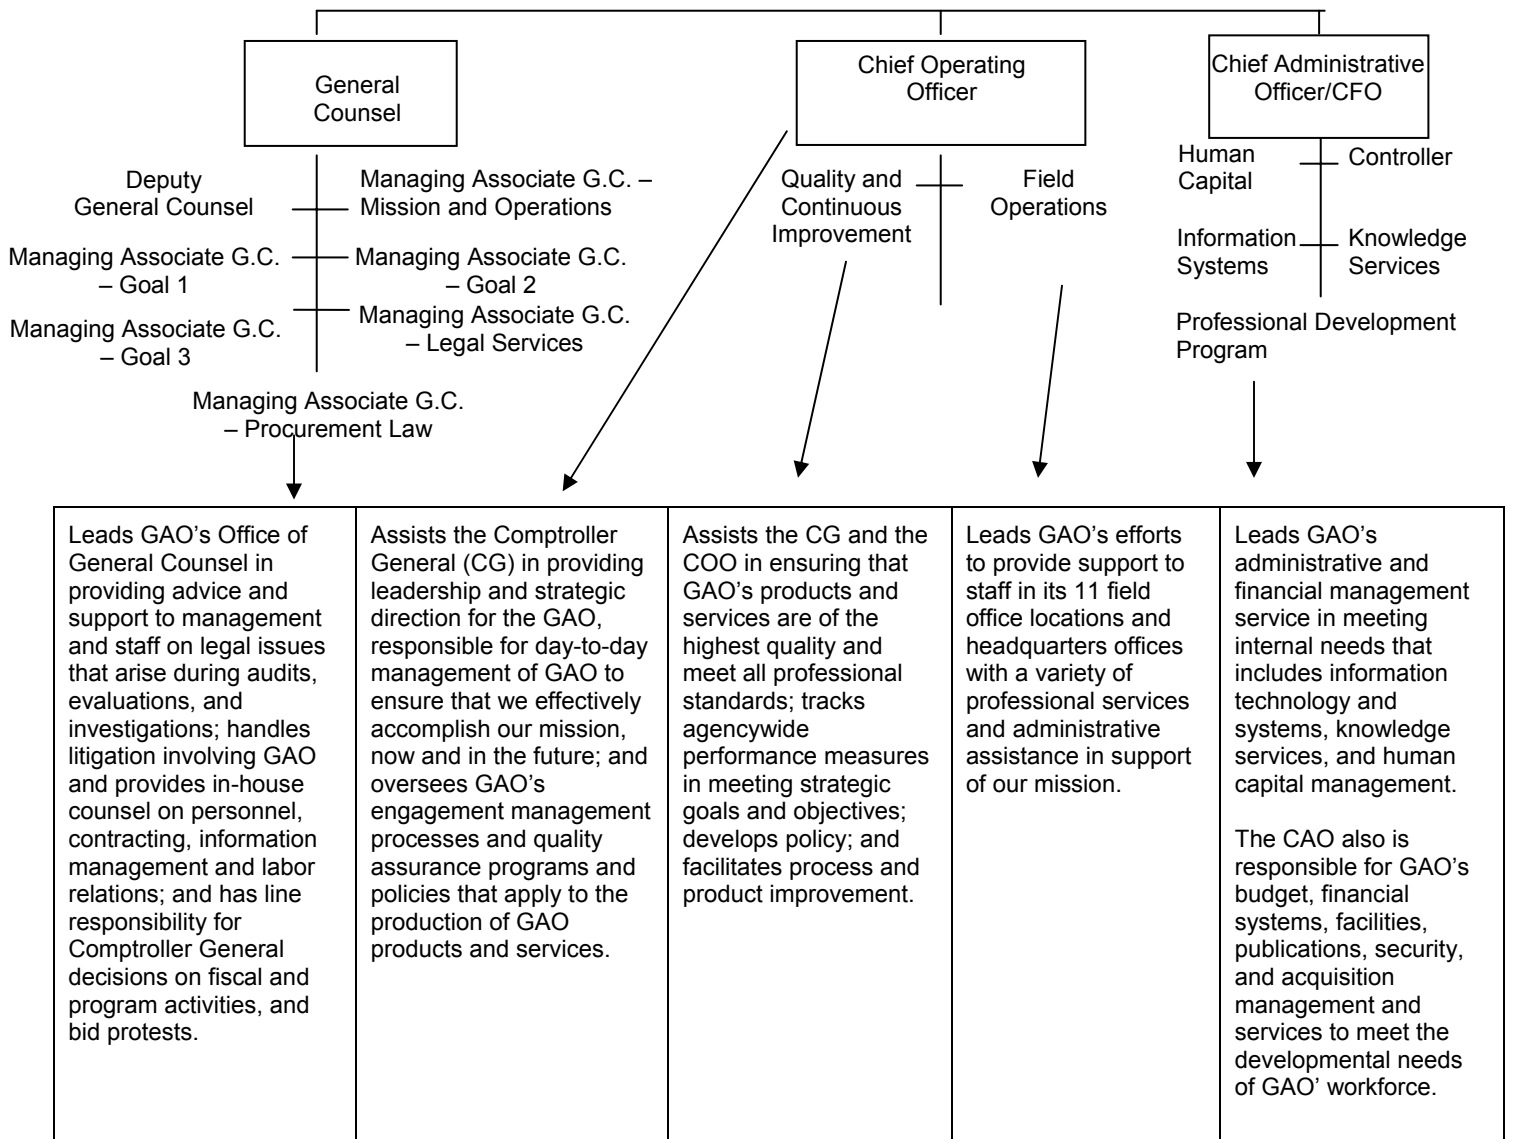 General
Counsel
Chief Operating
Officer
Chief Administrative
Officer/CFO
Deputy
General Counsel
Managing Associate G.C. –
Mission and Operations
Managing Associate G.C.
– Goal 1
Managing Associate G.C.
– Goal 2
Managing Associate G.C.
– Goal 3
Managing Associate G.C.
– Legal Services
Managing Associate G.C.
– Procurement Law
Quality and
Continuous
Improvement
Field
Operations
Human
Capital
Controller
Information
Systems
Knowledge
Services
Professional Development
Program
Leads GAO’s Office of
General Counsel in
providing advice and
support to management
and staff on legal issues
that arise during audits,
evaluations, and
investigations; handles
litigation involving GAO
and provides in-house
counsel on personnel,
contracting, information
management and labor
relations; and has line
responsibility for
Comptroller General
decisions on fiscal and
program activities, and
bid protests.
Assists the Comptroller
General (CG) in providing
leadership and strategic
direction for the GAO,
responsible for day-to-day
management of GAO to
ensure that we effectively
accomplish our mission,
now and in the future; and
oversees GAO’s
engagement management
processes and quality
assurance programs and
policies that apply to the
production of GAO
products and services.
Assists the CG and the
COO in ensuring that
GAO’s products and
services are of the
highest quality and
meet all professional
standards; tracks
agencywide
performance measures
in meeting strategic
goals and objectives;
develops policy; and
facilitates process and
product improvement.
Leads GAO’s efforts
to provide support to
staff in its 11 field
office locations and
headquarters offices
with a variety of
professional services
and administrative
assistance in support
of our mission.
Leads GAO’s
administrative and
financial management
service in meeting
internal needs that
includes information
technology and
systems, knowledge
services, and human
capital management.
The CAO also is
responsible for GAO’s
budget, financial
systems, facilities,
publications, security,
and acquisition
management and
services to meet the
developmental needs
of GAO’ workforce.